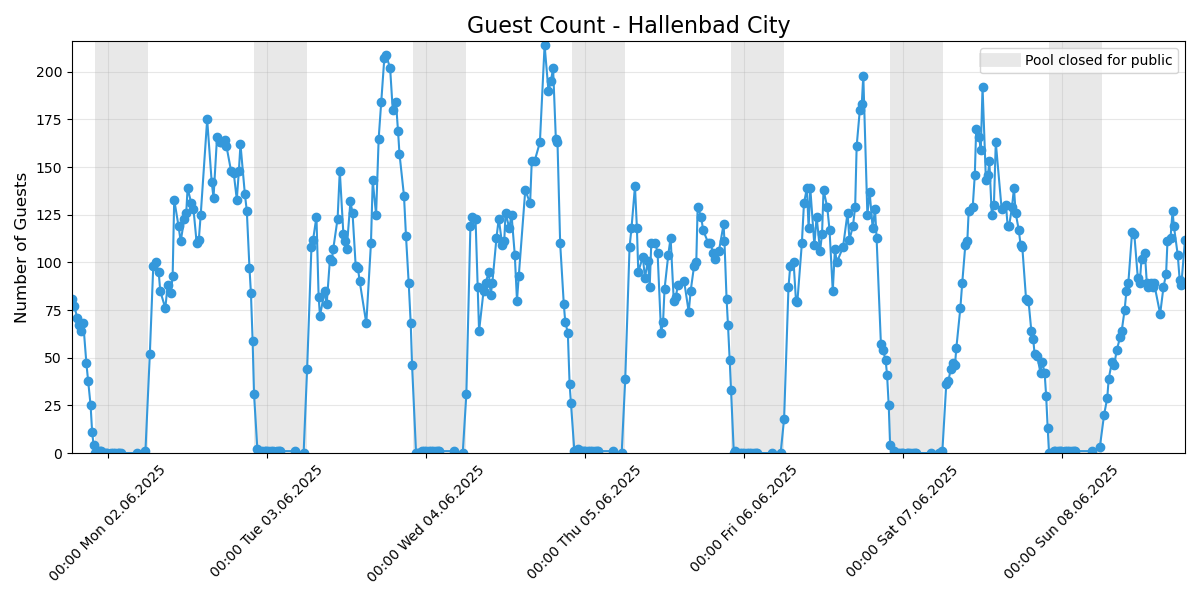 Guest Count - Hallenbad City
Pool closed for public
Number of Guests
200
175
150
125
100
75
50
25
0
00:00 Mon 02.06.2025
00:00 Tue 03.06.2025
00:00 Wed 04.06.2025
00:00 Thu 05.06.2025
00:00 Fri 06.06.2025
00:00 Sat 07.06.2025
00:00 Sun 08.06.2025